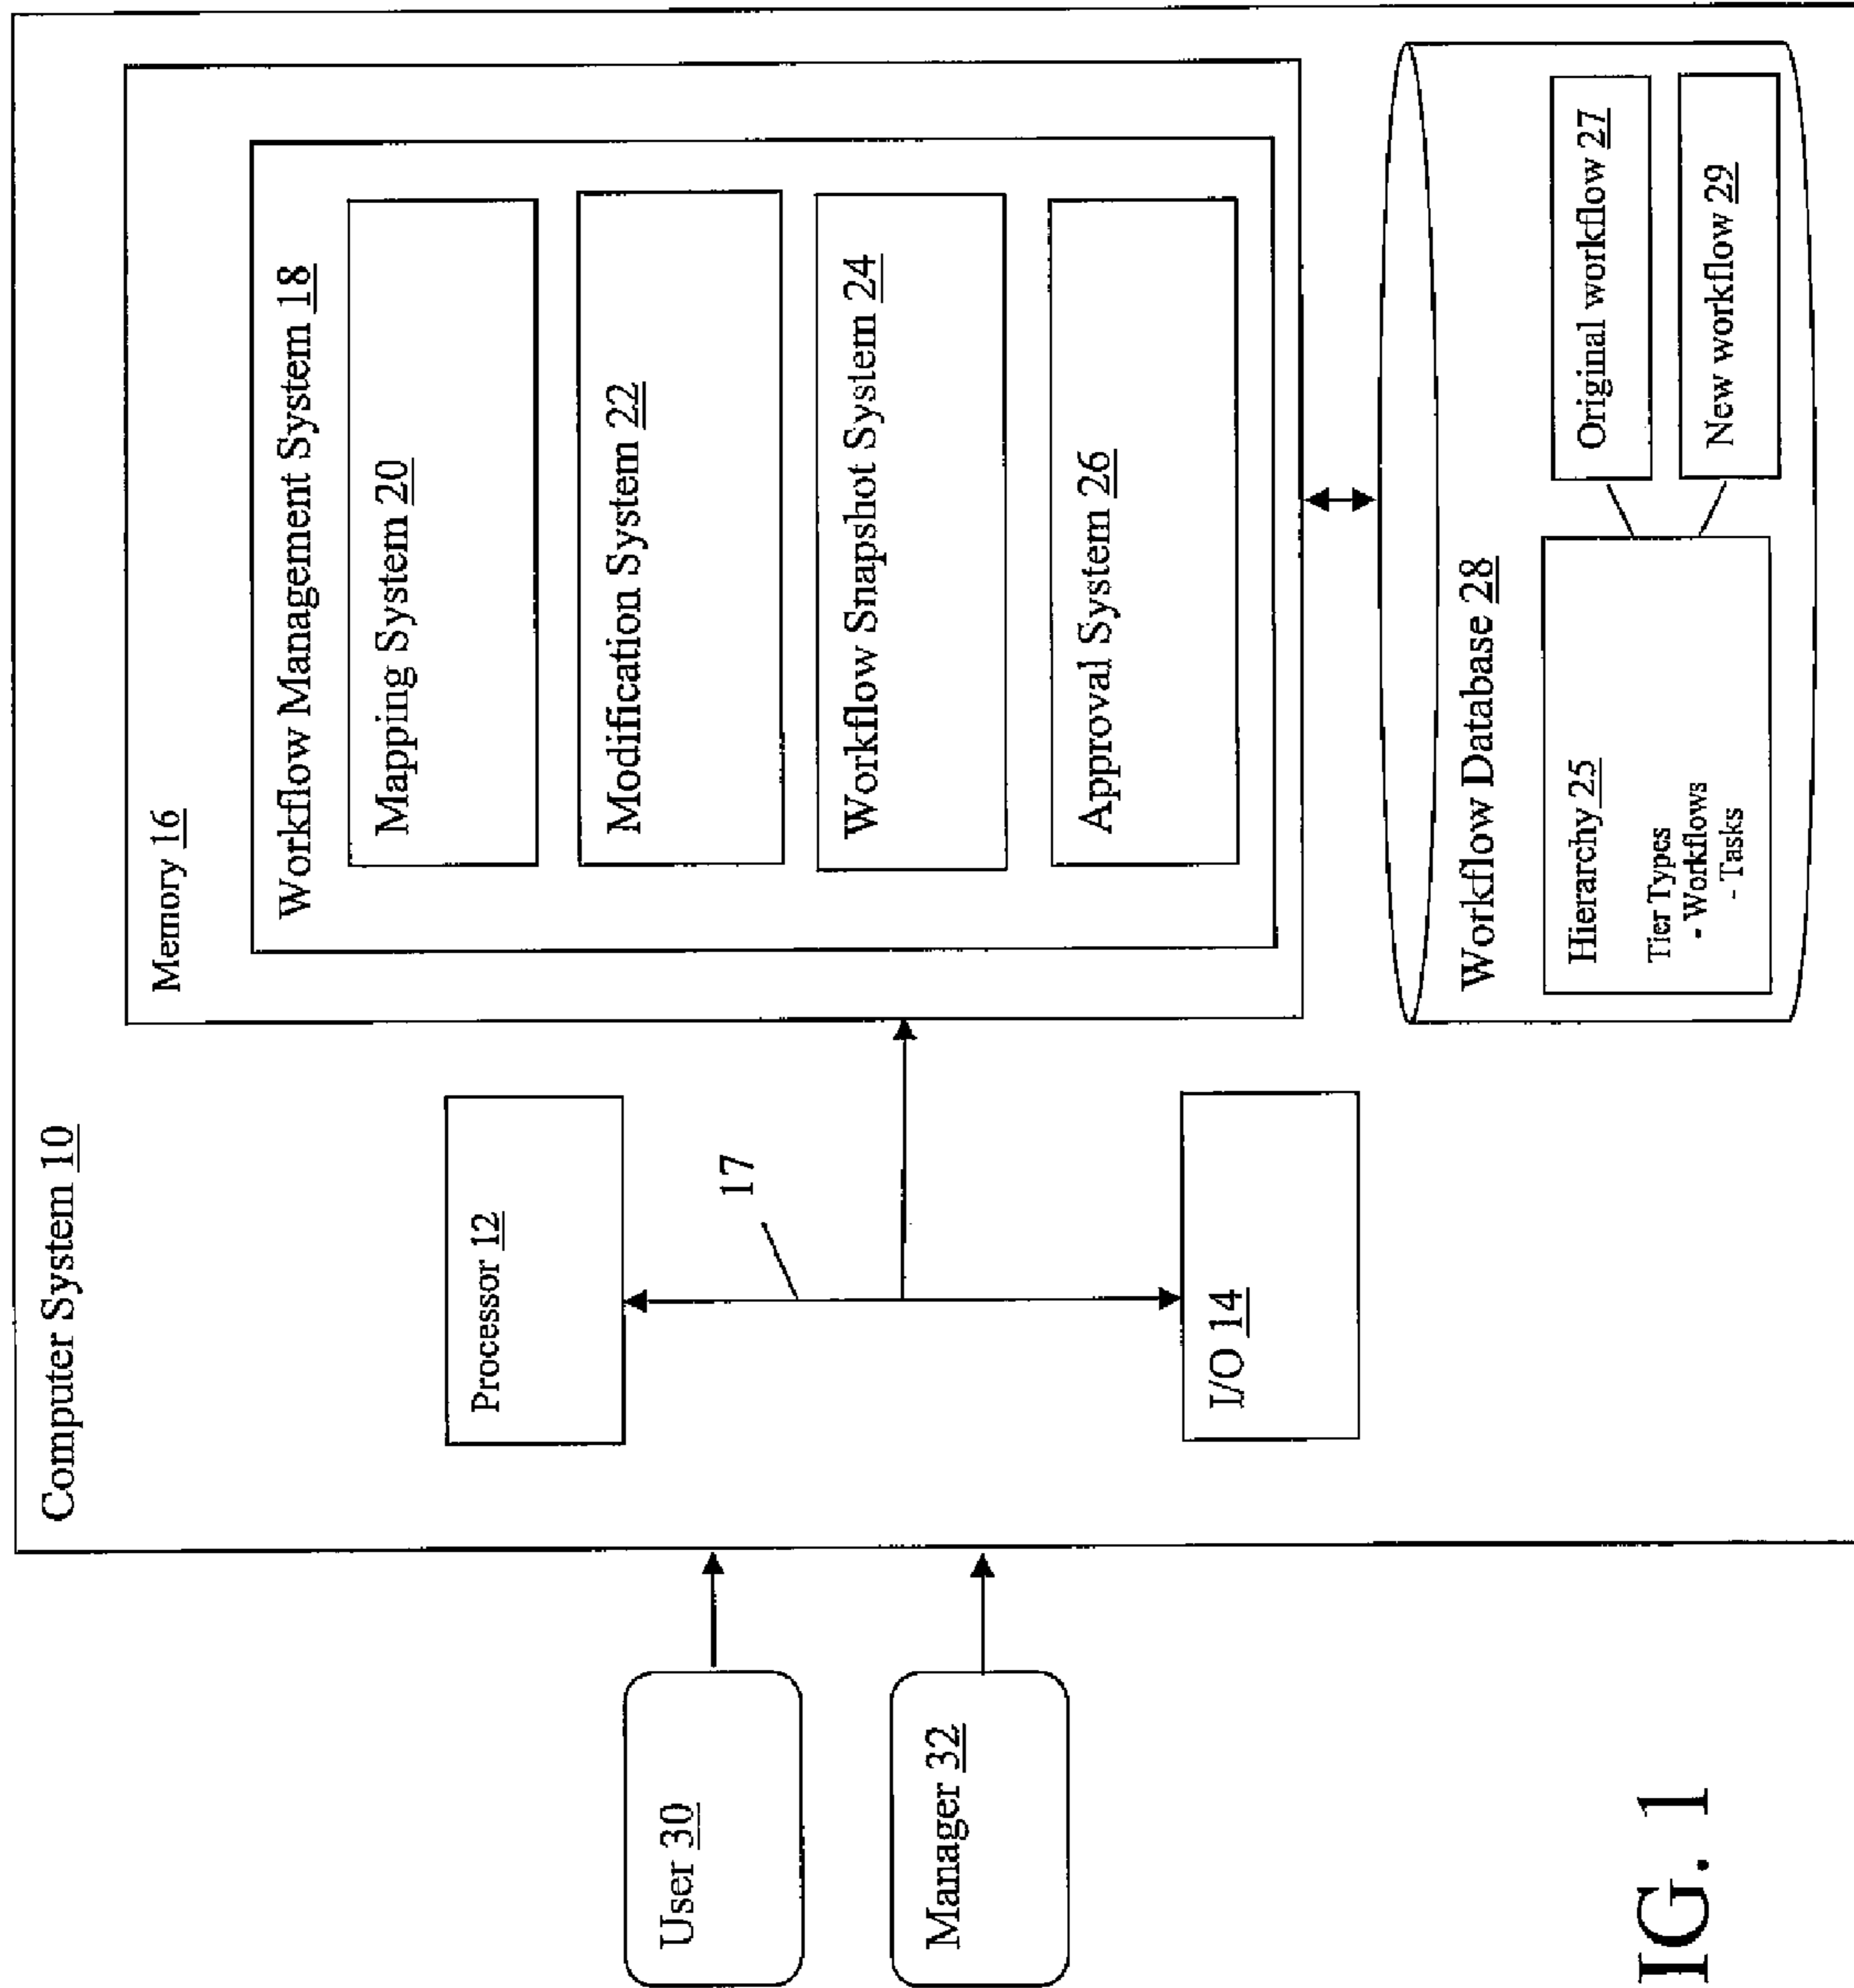 Computer System 10
Memory 16
Workflow Management System 18
Mapping System 20
Modification System 22
Workflow Snapshot System 24
Approval System 26
Processor 12
17
I/O 14
User 30
Manager 32
Workflow Database 28
Hierarchy 25
Tier Types
- Workflows
- Tasks
Original workflow 27
New workflow 29
IG. 1